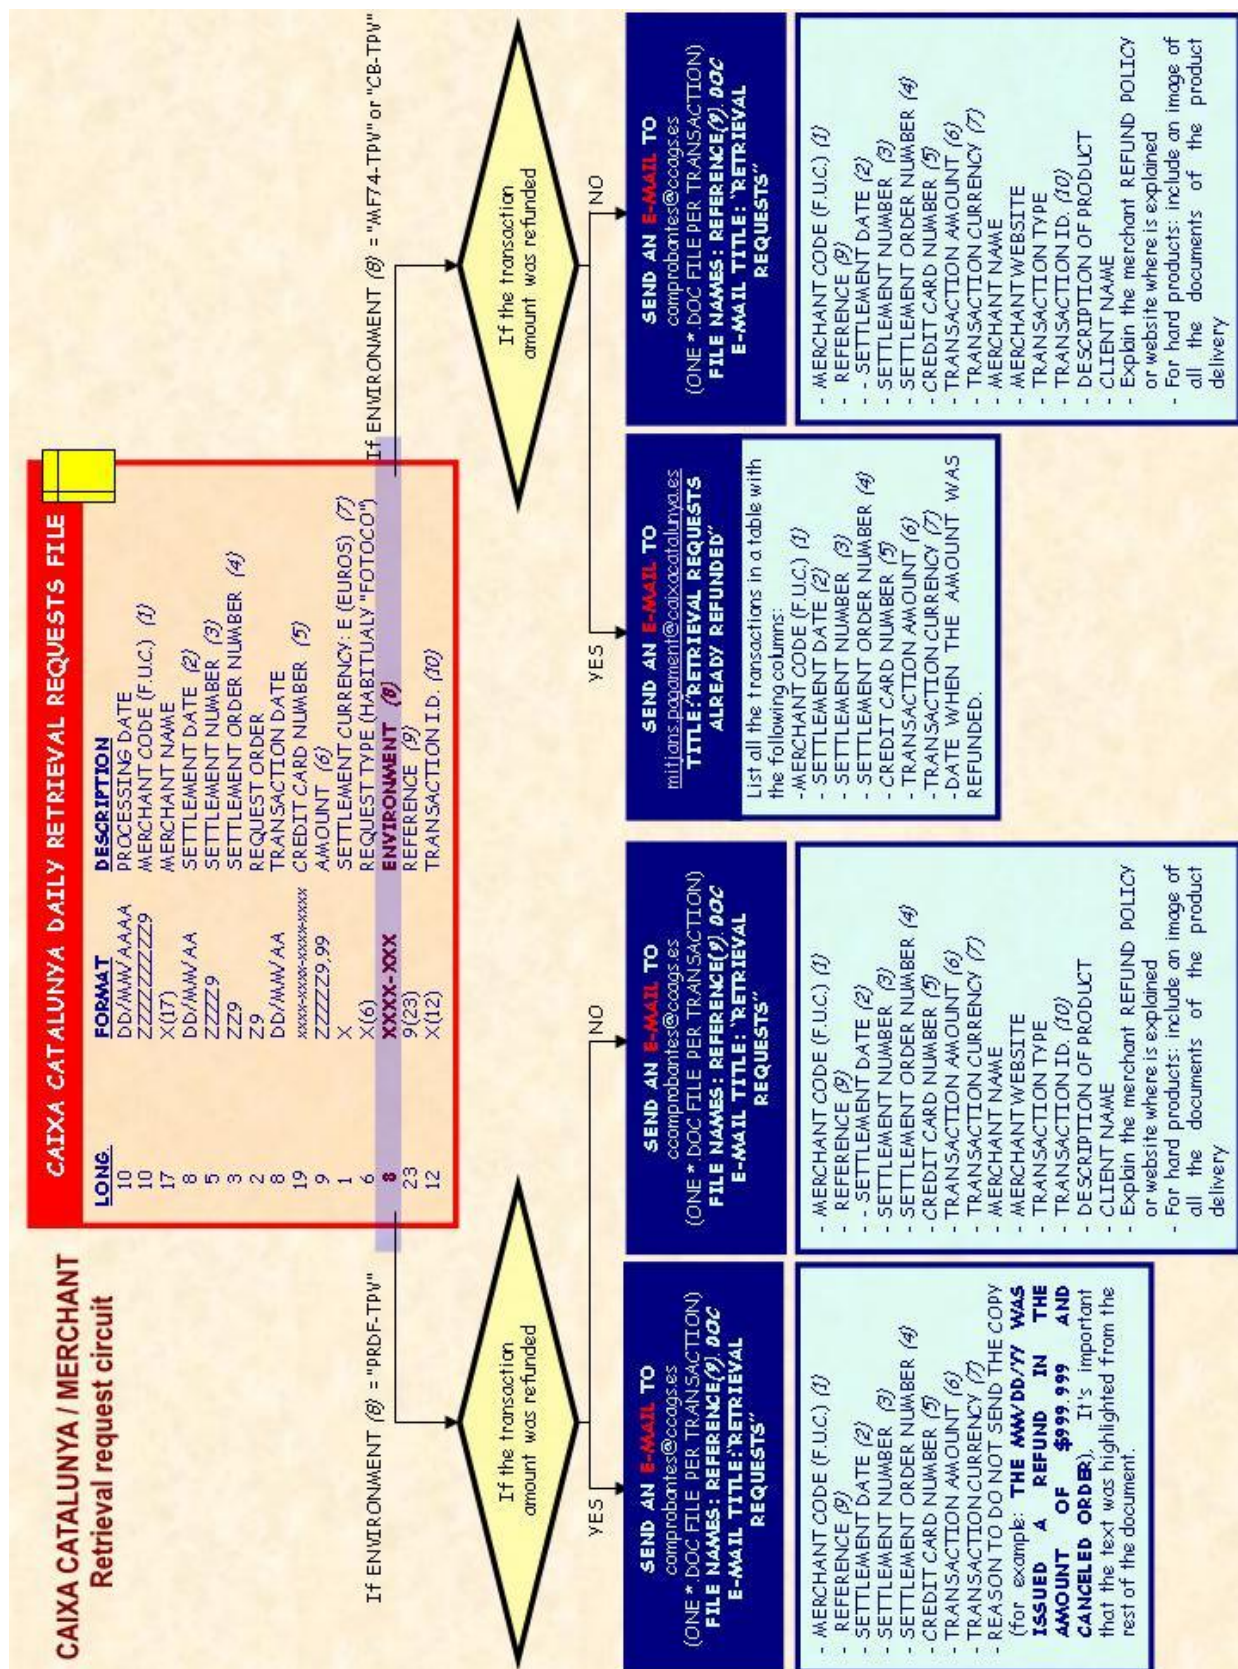 CAIXA CATALUNYA / MERCHANT
Retrieval request circuit
CAIXA CATALUNYA DAILY RETRIEVAL REQUESTS FILE
LONG. FORMAT DESCRIPTION
10 DD/MM/AAAA PROCESSING DATE
10 ZZZZZZZZZ9 MERCHANT CODE (F.U.C.) (1)
17 X(17) MERCHANT NAME
8 DD/MM/AA SETTLEMENT DATE (2)
5 ZZZZ9 SETTLEMENT NUMBER (3)
3 ZZ9 SETTLEMENT ORDER NUMBER (4)
2 Z9 REQUEST ORDER
8 DD/MM/AA TRANSACTION DATE
19 xxxx-xxxx-xxxx-xxxx CREDIT CARD NUMBER (5)
9 ZZZZZ9,99 AMOUNT (6)
1 X SETTLEMENT CURRENCY: E (EUROS) (7)
6 X(6) REQUEST TYPE (HABITUALY "FOTOCO")
8 XXXX-XXX ENVIRONMENT (8)
23 9(23) REFERENCE (9)
12 X(12) TRANSACTION I.D. (10)
If ENVIRONMENT (8) = "PRDF-TPV"
If ENVIRONMENT (8) = "MF74-TPV" or "CB-TPV"
If the transaction
amount was refunded
YES
NO
If the transaction
amount was refunded
YES
NO
SEND AN E-MAIL TO
comprobantes@ccags.es
(ONE *.DOC FILE PER TRANSACTION)
FILE NAMES: REFERENCE(9).DOC
E-MAIL TITLE:"RETRIEVAL
REQUESTS"
- MERCHANT CODE (F.U.C.) (1)
- REFERENCE (9)
- SETTLEMENT DATE (2)
- SETTLEMENT NUMBER (3)
- SETTLEMENT ORDER NUMBER (4)
- CREDIT CARD NUMBER (5)
- TRANSACTION AMOUNT (6)
- TRANSACTION CURRENCY (7)
- REASON TO DO NOT SEND THE COPY
(for example: THE MM/DD/YY WAS
ISSUED A REFUND IN THE
AMOUNT OF $999.999 AND
CANCELED ORDER). It's important
that the text was highlighted from the
rest of the document.
SEND AN E-MAIL TO
ccomprobantes@ccags.es
(ONE *.DOC FILE PER TRANSACTION)
FILE NAMES: REFERENCE(9).DOC
E-MAIL TITLE: "RETRIEVAL
REQUESTS"
- MERCHANT CODE (F.U.C.) (1)
- REFERENCE (9)
- - SETTLEMENT DATE (2)
- SETTLEMENT NUMBER (3)
- SETTLEMENT ORDER NUMBER (4)
- CREDIT CARD NUMBER (5)
- TRANSACTION AMOUNT (6)
- TRANSACTION CURRENCY (7)
- MERCHANT NAME
- MERCHANT WEBSITE
- TRANSACTION TYPE
- TRANSACTION ID. (10)
- DESCRIPTION OF PRODUCT
- CLIENT NAME
- Explain the merchant REFUND POLICY
or website where is explained
- For hard products: include an image of
all the documents of the product
delivery
SEND AN E-MAIL TO
mitjans.pagament@caixacatalunya.es
TITLE:"RETRIEVAL REQUESTS
ALREADY REFUNDED"
List all the transactions in a table with
the following columns:
-MERCHANT CODE (F.U.C.) (1)
- SETTLEMENT DATE (2)
- SETTLEMENT NUMBER (3)
- SETTLEMENT ORDER NUMBER (4)
- CREDIT CARD NUMBER (5)
- TRANSACTION AMOUNT (6)
- TRANSACTION CURRENCY (7)
- DATE WHEN THE AMOUNT WAS
REFUNDED.
SEND AN E-MAIL TO
comprobantes@ccags.es
(ONE *.DOC FILE PER TRANSACTION)
FILE NAMES: REFERENCE(9).DOC
E-MAIL TITLE: "RETRIEVAL
REQUESTS"
- MERCHANT CODE (F.U.C.) (1)
- REFERENCE (9)
- - SETTLEMENT DATE (2)
- SETTLEMENT NUMBER (3)
- SETTLEMENT ORDER NUMBER (4)
- CREDIT CARD NUMBER (5)
- TRANSACTION AMOUNT (6)
- TRANSACTION CURRENCY (7)
- MERCHANT NAME
- MERCHANT WEBSITE
- TRANSACTION TYPE
- TRANSACTION ID. (10)
- DESCRIPTION OF PRODUCT
- CLIENT NAME
- Explain the merchant REFUND POLICY
or website where is explained
- For hard products: include an image of
all the documents of the product
delivery